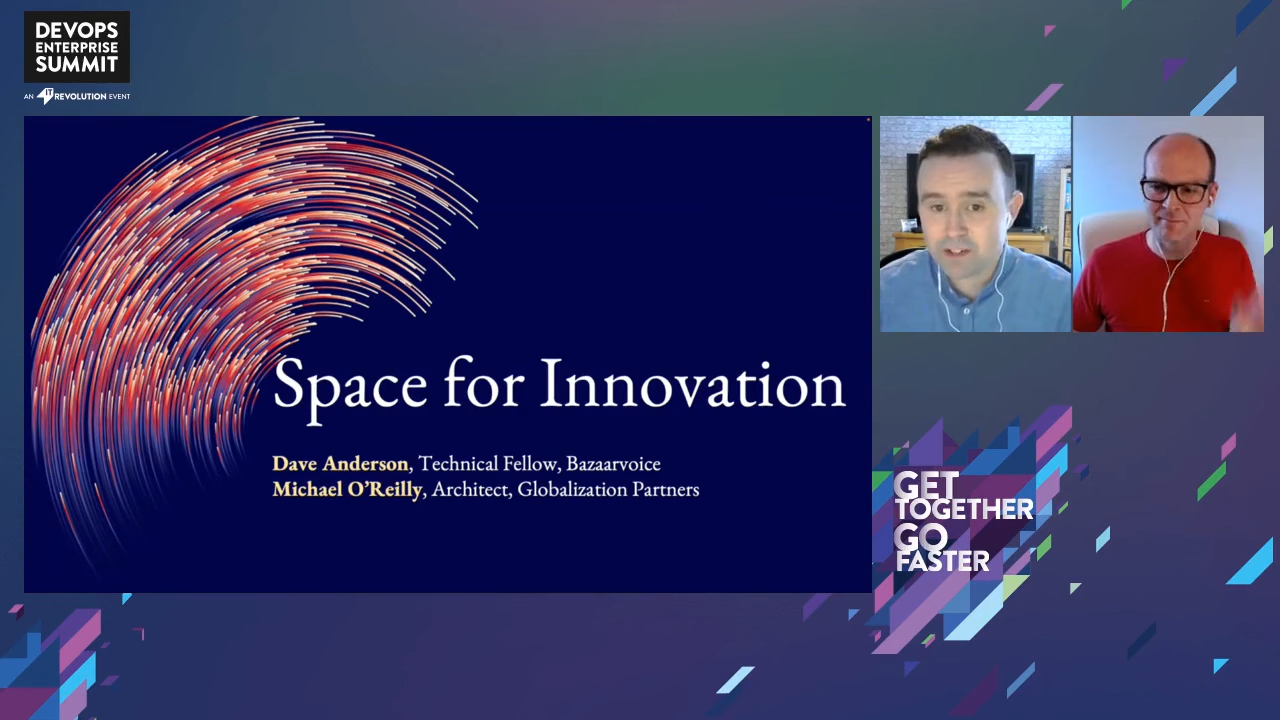 DEVOPS
ENTERPRISE
SUMMIT
AN IT REVOLUTION EVENT
Space for Innovation
Dave Anderson, Technical Fellow, Bazaarvoice
Michael O’Reilly, Architect, Globalization Partners
GET
TOGETHER
GO
FASTER